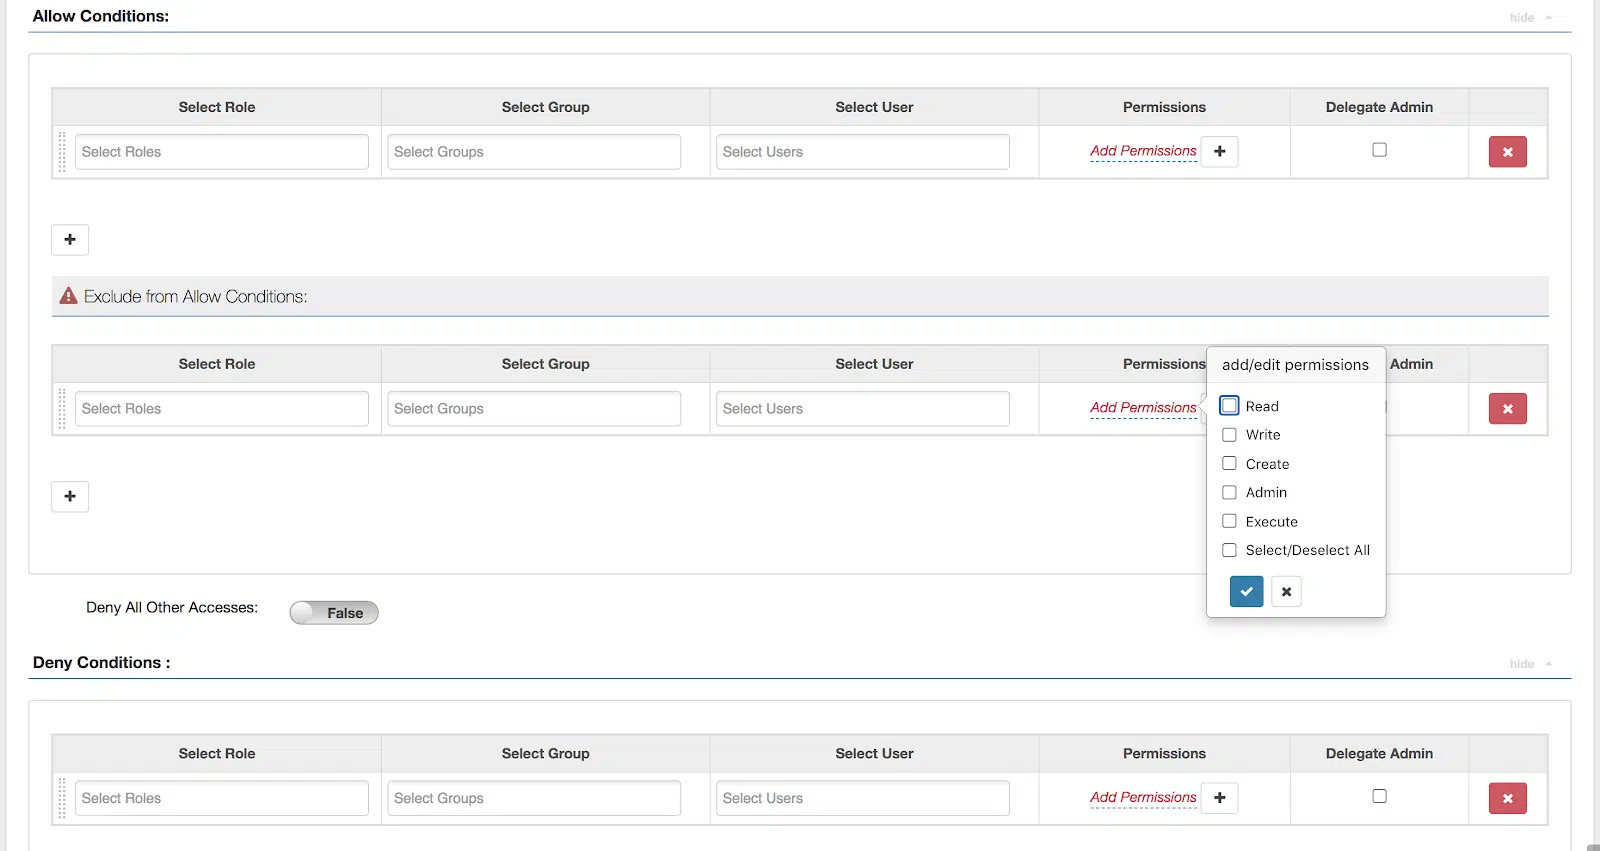 Allow Conditions:
hide
Select Role Select Group Select User Permissions Delegate Admin
Select Roles Select Groups Select Users Add Permissions
Exclude from Allow Conditions:
Select Role Select Group Select User Permissions Admin
Select Roles Select Groups Select Users Add Permissions
add/edit permissions
Read
Write
Create
Admin
Execute
Select/Deselect All
Deny All Other Accesses: False
Deny Conditions :
hide
Select Role Select Group Select User Permissions Delegate Admin
Select Roles Select Groups Select Users Add Permissions